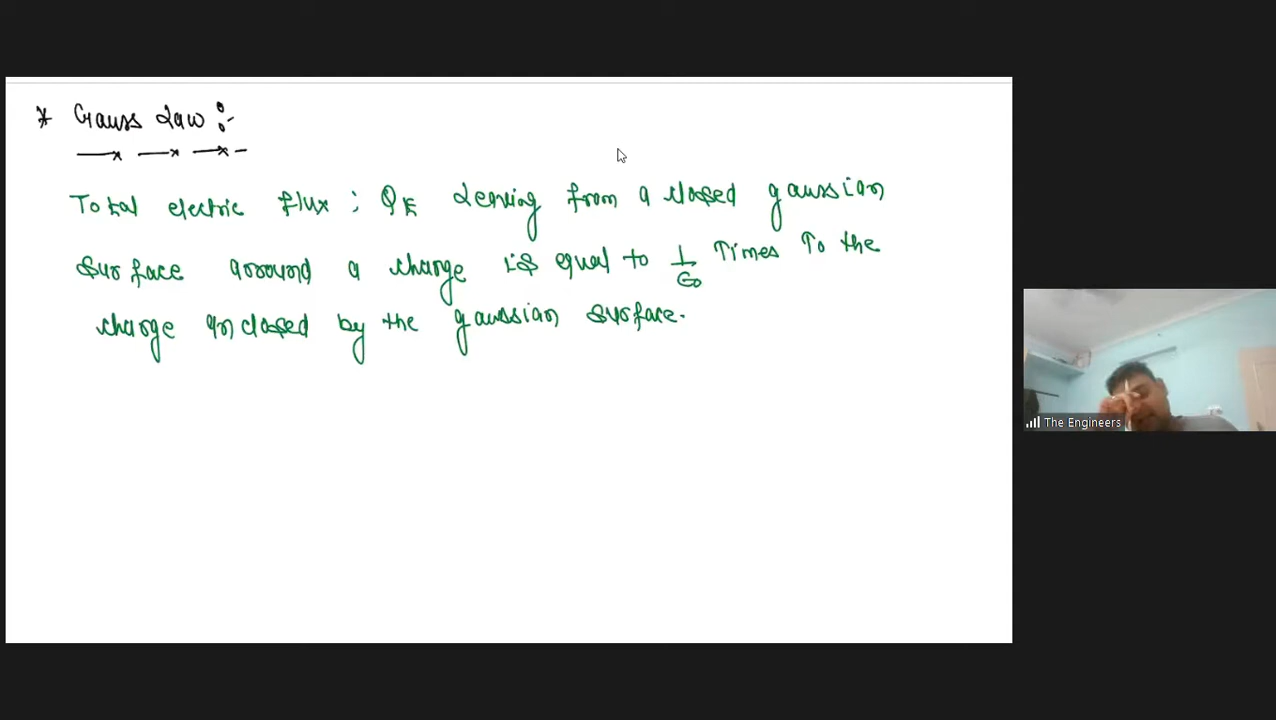 * Gauss Law :-
Total electric flux ; φE leaving from a closed gaussian
surface around a charge is equal to 1/ε0 Times To the
charge inclosed by the gaussian surface.
The Engineers